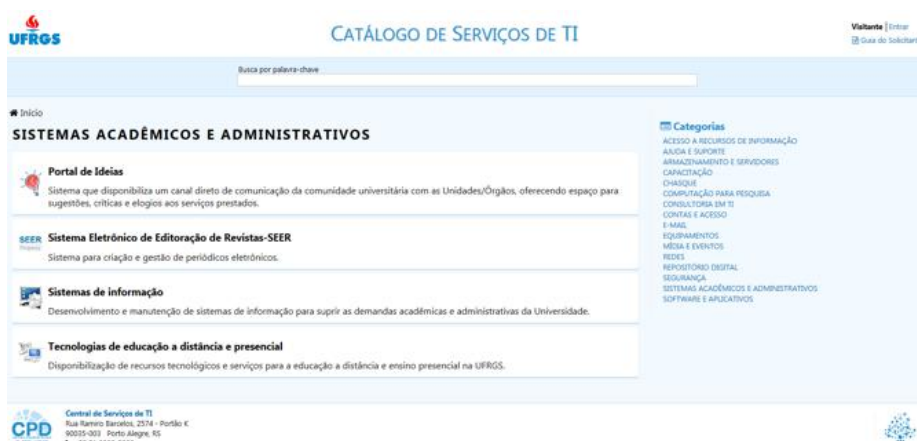 UFRGS
CATÁLOGO DE SERVIÇOS DE TI
Visitante | Entrar
Guia do Solicitan
Busca por palavra-chave
Início
SISTEMAS ACADÊMICOS E ADMINISTRATIVOS
Portal de Ideias
Sistema que disponibiliza um canal direto de comunicação da comunidade universitária com as Unidades/Órgãos, oferecendo espaço para
sugestões, críticas e elogios aos serviços prestados.
SEER
Sistema Eletrônico de Editoração de Revistas-SEER
Sistema para criação e gestão de periódicos eletrônicos.
Sistemas de informação
Desenvolvimento e manutenção de sistemas de informação para suprir as demandas acadêmicas e administrativas da Universidade.
Tecnologias de educação a distância e presencial
Disponibilização de recursos tecnológicos e serviços para a educação a distância e ensino presencial na UFRGS.
Categorias
ACESSO A RECURSOS DE INFORMAÇÃO
AJUDA E SUPORTE
ARMAZENAMENTO E SERVIDORES
CAPACITAÇÃO
CHASQUE
COMPUTAÇÃO PARA PESQUISA
CONSULTORIA EM TI
CONTAS E ACESSO
E-MAIL
EQUIPAMENTOS
MÍDIA E EVENTOS
REDES
REPOSITÓRIO DIGITAL
SEGURANÇA
SISTEMAS ACADÊMICOS E ADMINISTRATIVOS
SOFTWARE E APLICATIVOS
CPD
Central de Serviços de TI
Rua Ramiro Barcelos, 2574 - Portão K
90035-003 Porto Alegre, RS